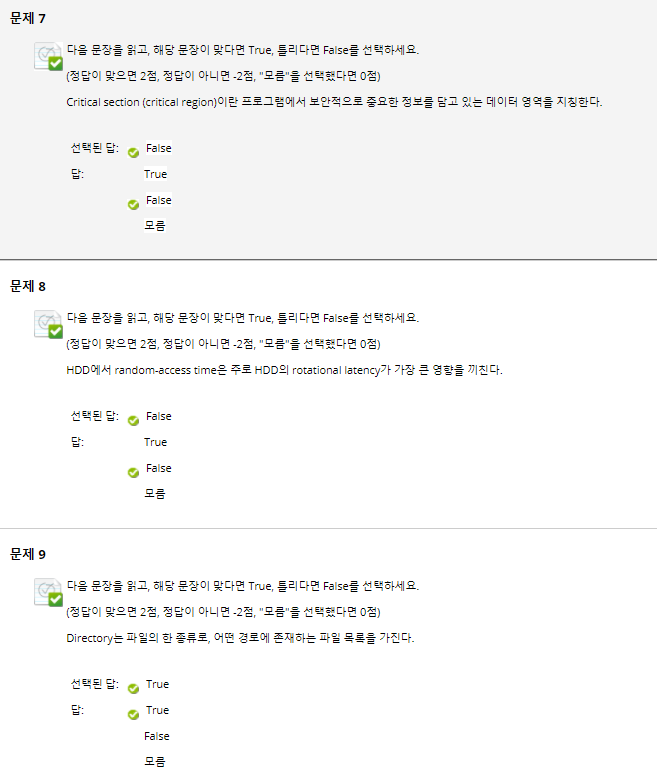 문제 7
다음 문장을 읽고, 해당 문장이 맞다면 True, 틀리다면 False를 선택하세요.
(정답이 맞으면 2점, 정답이 아니면 -2점, "모름"을 선택했다면 0점)
Critical section (critical region)이란 프로그램에서 보안적으로 중요한 정보를 담고 있는 데이터 영역을 지칭한다.
선택된 답: False
답: True
False
모름
문제 8
다음 문장을 읽고, 해당 문장이 맞다면 True, 틀리다면 False를 선택하세요.
(정답이 맞으면 2점, 정답이 아니면 -2점, "모름"을 선택했다면 0점)
HDD에서 random-access time은 주로 HDD의 rotational latency가 가장 큰 영향을 끼친다.
선택된 답: False
답: True
False
모름
문제 9
다음 문장을 읽고, 해당 문장이 맞다면 True, 틀리다면 False를 선택하세요.
(정답이 맞으면 2점, 정답이 아니면 -2점, "모름"을 선택했다면 0점)
Directory는 파일의 한 종류로, 어떤 경로에 존재하는 파일 목록을 가진다.
선택된 답: True
답: True
False
모름